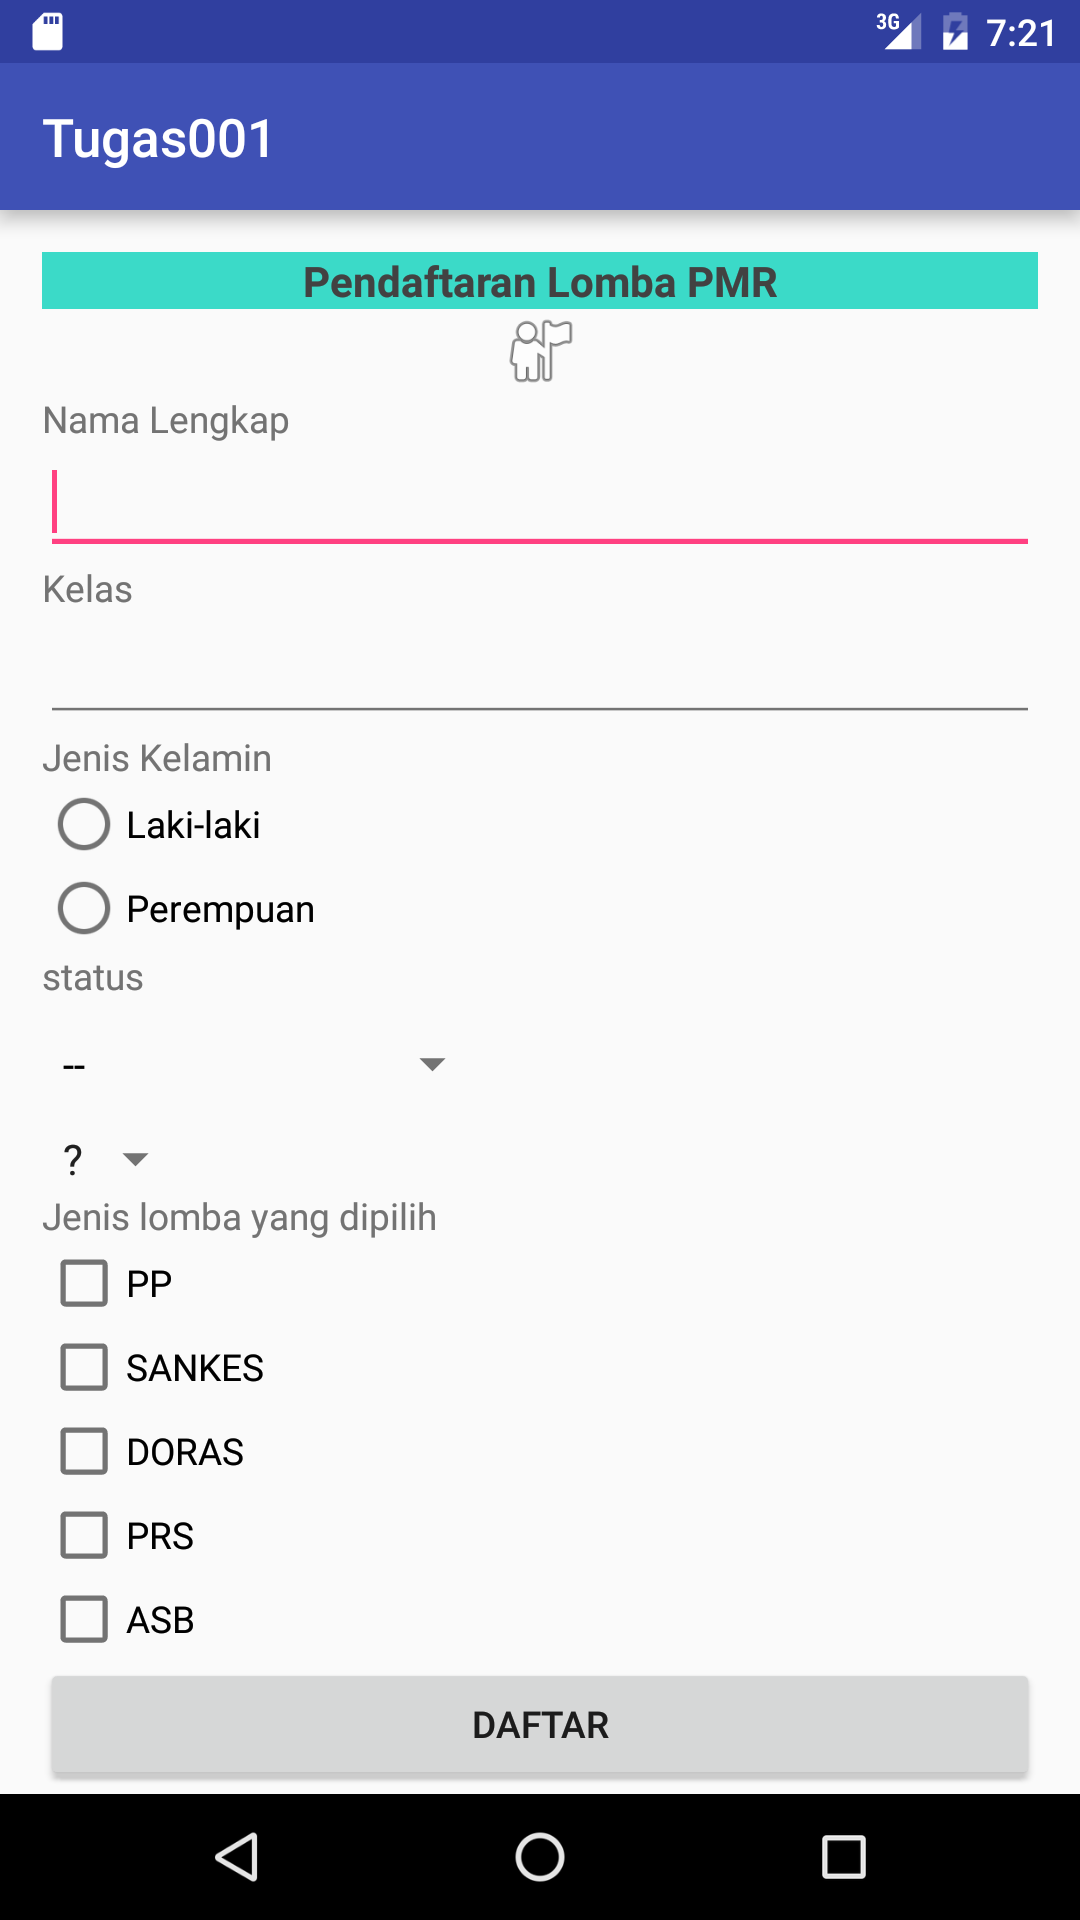 3G 7:21
Tugas001
Pendaftaran Lomba PMR
Nama Lengkap
Kelas
Jenis Kelamin
Laki-laki
Perempuan
status
--
?
Jenis lomba yang dipilih
PP
SANKES
DORAS
PRS
ASB
DAFTAR